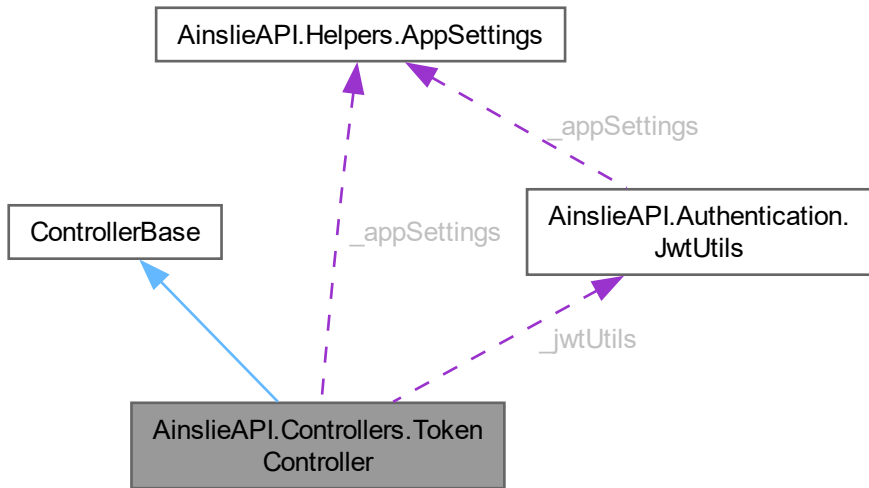 AinslieAPI.Helpers.AppSettings
_appSettings
AinslieAPI.Authentication.
JwtUtils
ControllerBase
_appSettings
_jwtUtils
AinslieAPI.Controllers.Token
Controller